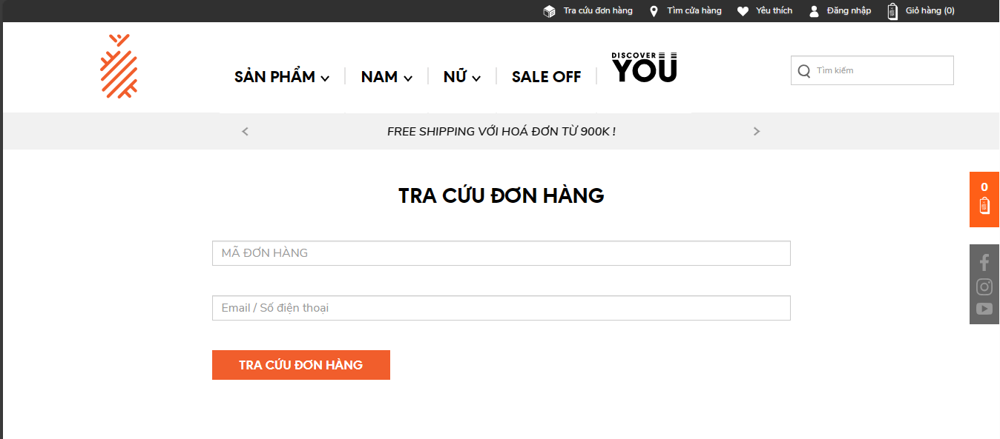 Tra cứu đơn hàng Tìm cửa hàng Yêu thích Đăng nhập Giỏ hàng (0)
DISCOVER
YOU
SẢN PHẨM NAM NỮ SALE OFF
Tìm kiếm
FREE SHIPPING VỚI HOÁ ĐƠN TỪ 900K !
TRA CỨU ĐƠN HÀNG
0
MÃ ĐƠN HÀNG
Email / Số điện thoại
TRA CỨU ĐƠN HÀNG